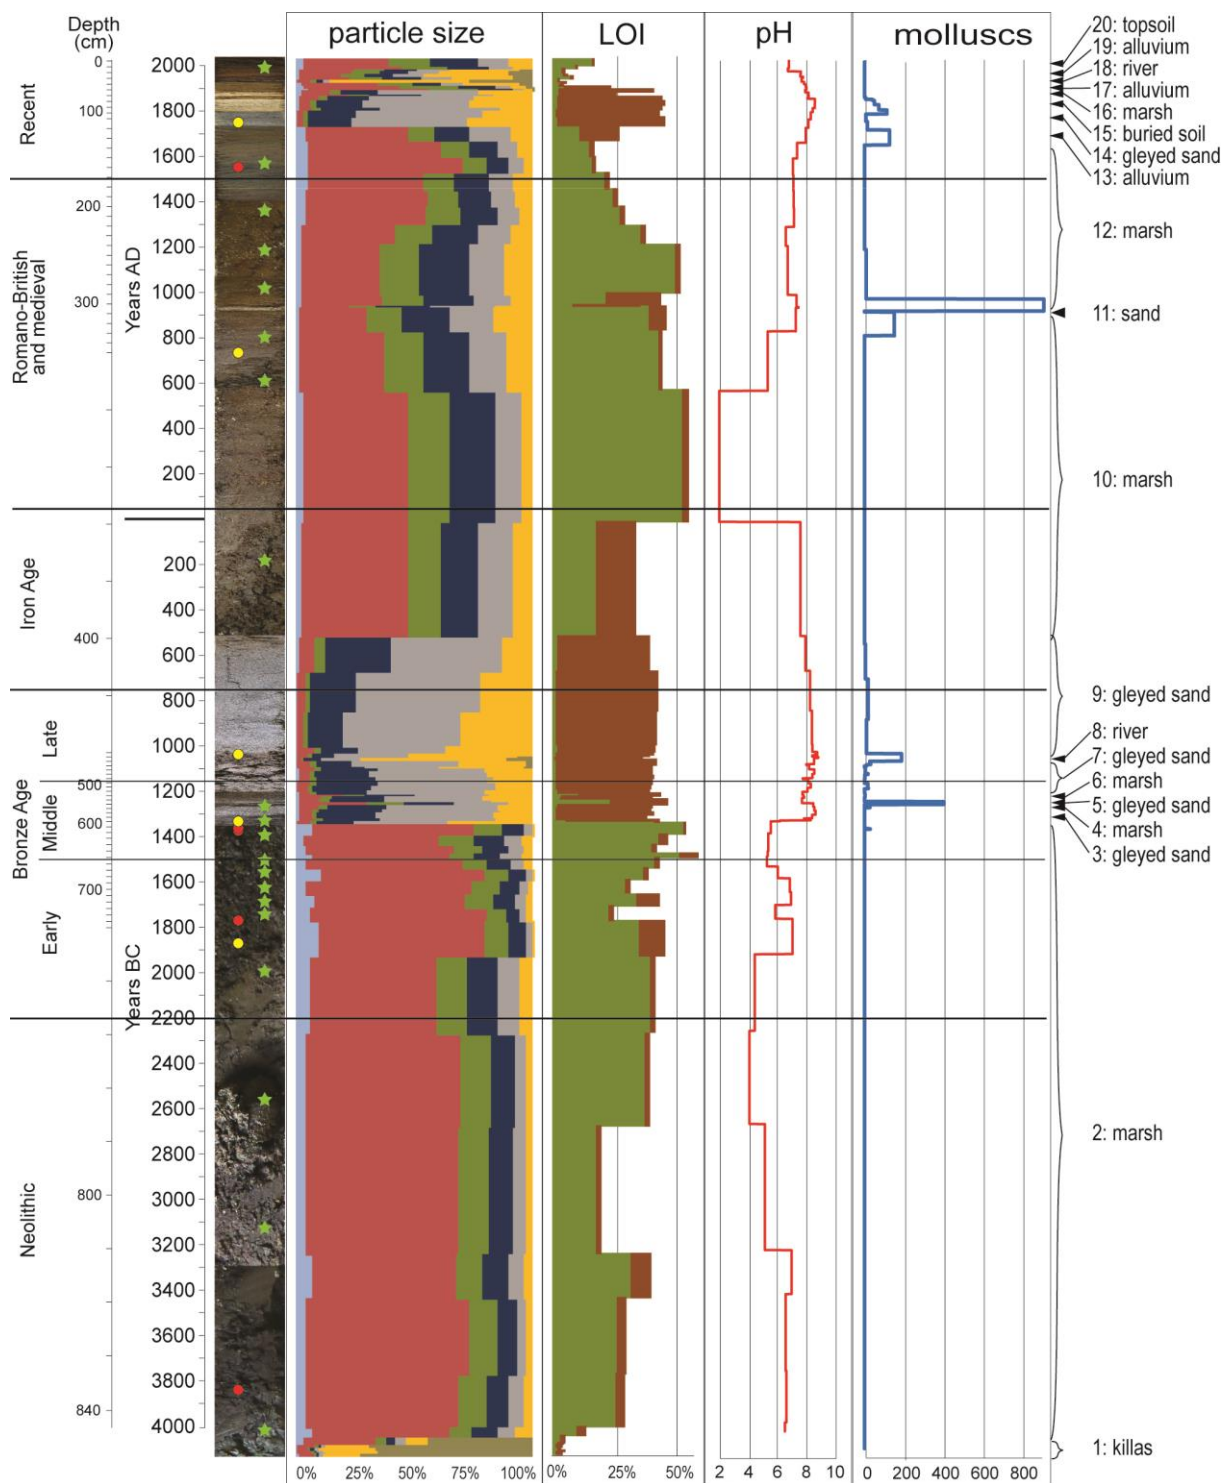 Depth
(cm)
particle size
LOI
pH
molluscs
0
100
200
300
400
500
600
700
800
840
2000
1800
1600
1400
1200
1000
800
600
400
200
200
400
600
800
1000
1200
1400
1600
1800
2000
2200
2400
2600
2800
3000
3200
3400
3600
3800
4000
Years AD
Years BC
Recent
Romano-British
and medieval
Iron Age
Bronze Age
Late
Middle
Early
Neolithic
20: topsoil
19: alluvium
18: river
17: alluvium
16: marsh
15: buried soil
14: gleyed sand
13: alluvium
12: marsh
11: sand
10: marsh
9: gleyed sand
8: river
7: gleyed sand
6: marsh
5: gleyed sand
4: marsh
3: gleyed sand
2: marsh
1: killas
0% 25% 50% 75% 100%
0% 25% 50%
2 4 6 8 10
0 200 400 600 800